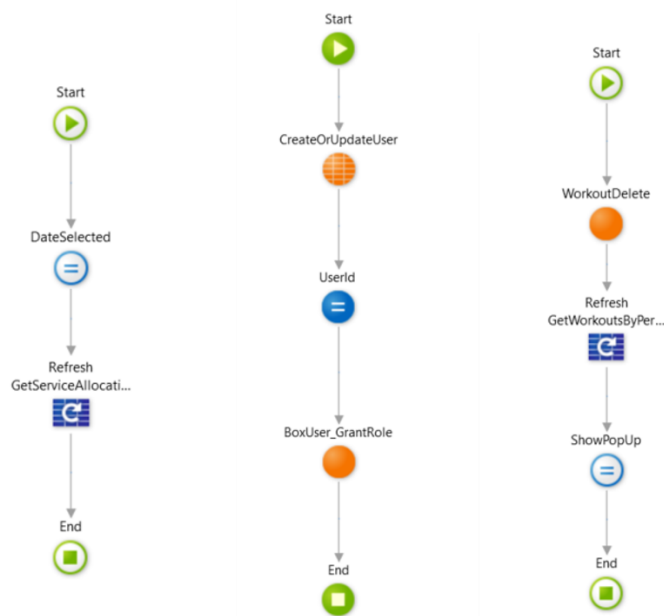 Start
DateSelected
Refresh
GetServiceAllocati...
End
Start
CreateOrUpdateUser
UserId
BoxUser_GrantRole
End
Start
WorkoutDelete
Refresh
GetWorkoutsByPer...
ShowPopUp
End